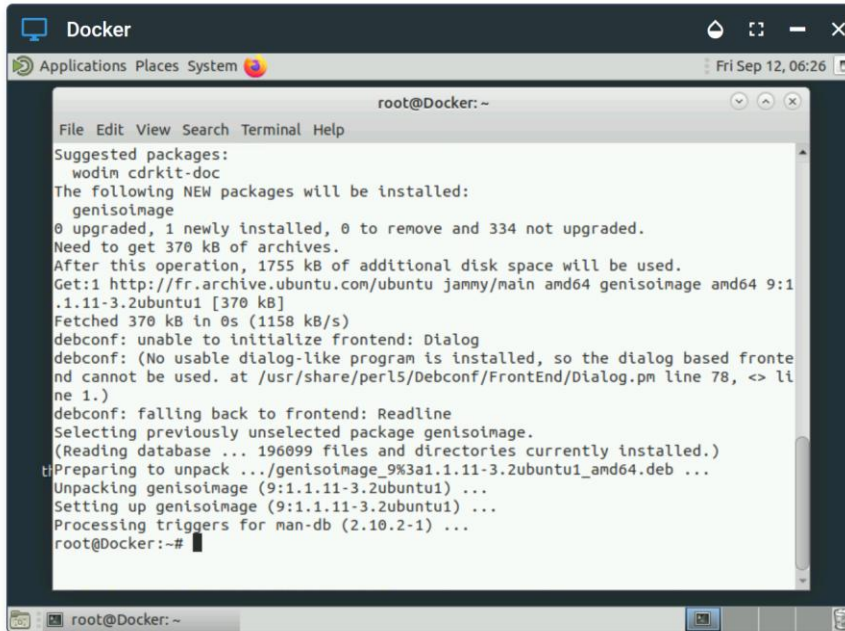 Docker
Applications Places System
Fri Sep 12, 06:26
root@Docker: ~
File Edit View Search Terminal Help
Suggested packages:
  wodim cdrkit-doc
The following NEW packages will be installed:
  genisoimage
0 upgraded, 1 newly installed, 0 to remove and 334 not upgraded.
Need to get 370 kB of archives.
After this operation, 1755 kB of additional disk space will be used.
Get:1 http://fr.archive.ubuntu.com/ubuntu jammy/main amd64 genisoimage amd64 9:1
.1.11-3.2ubuntu1 [370 kB]
Fetched 370 kB in 0s (1158 kB/s)
debconf: unable to initialize frontend: Dialog
debconf: (No usable dialog-like program is installed, so the dialog based fronte
nd cannot be used. at /usr/share/perl5/Debconf/FrontEnd/Dialog.pm line 78, <> li
ne 1.)
debconf: falling back to frontend: Readline
Selecting previously unselected package genisoimage.
(Reading database ... 196099 files and directories currently installed.)
Preparing to unpack .../genisoimage_9%3a1.1.11-3.2ubuntu1_amd64.deb ...
Unpacking genisoimage (9:1.1.11-3.2ubuntu1) ...
Setting up genisoimage (9:1.1.11-3.2ubuntu1) ...
Processing triggers for man-db (2.10.2-1) ...
root@Docker:~#
root@Docker: ~